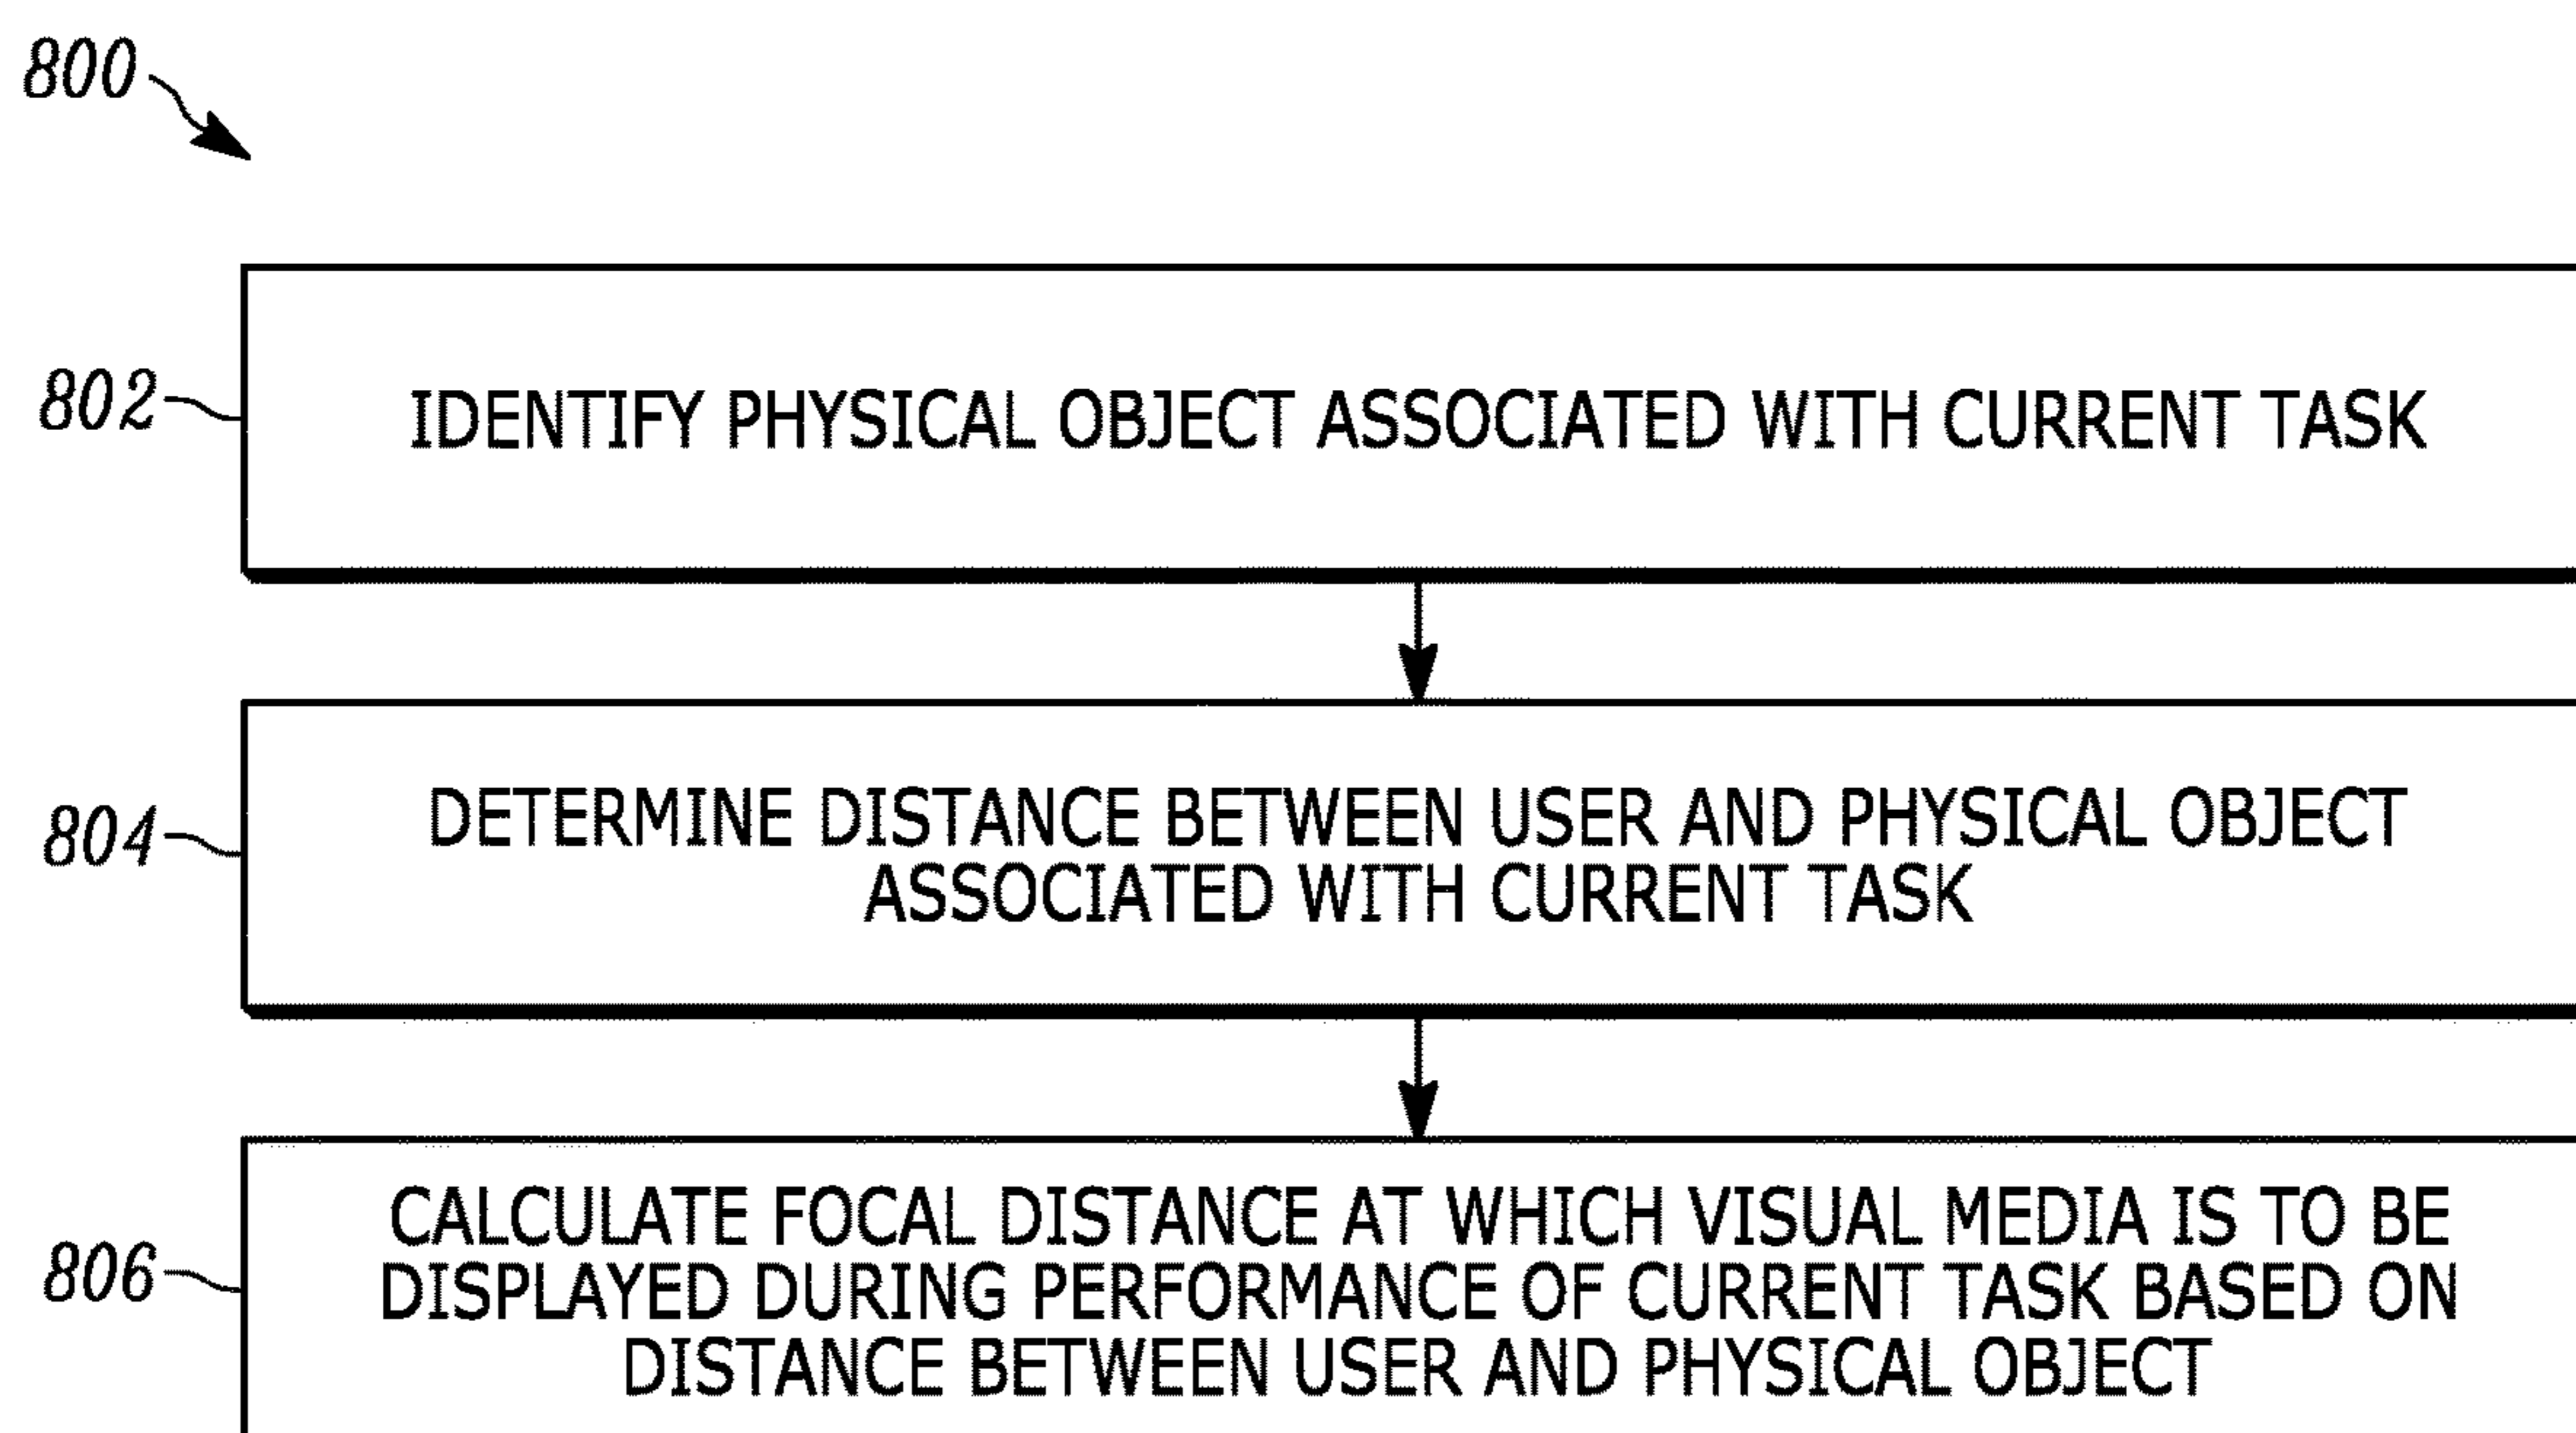 800
802
IDENTIFY PHYSICAL OBJECT ASSOCIATED WITH CURRENT TASK
804
DETERMINE DISTANCE BETWEEN USER AND PHYSICAL OBJECT
ASSOCIATED WITH CURRENT TASK
806
CALCULATE FOCAL DISTANCE AT WHICH VISUAL MEDIA IS TO BE
DISPLAYED DURING PERFORMANCE OF CURRENT TASK BASED ON
DISTANCE BETWEEN USER AND PHYSICAL OBJECT